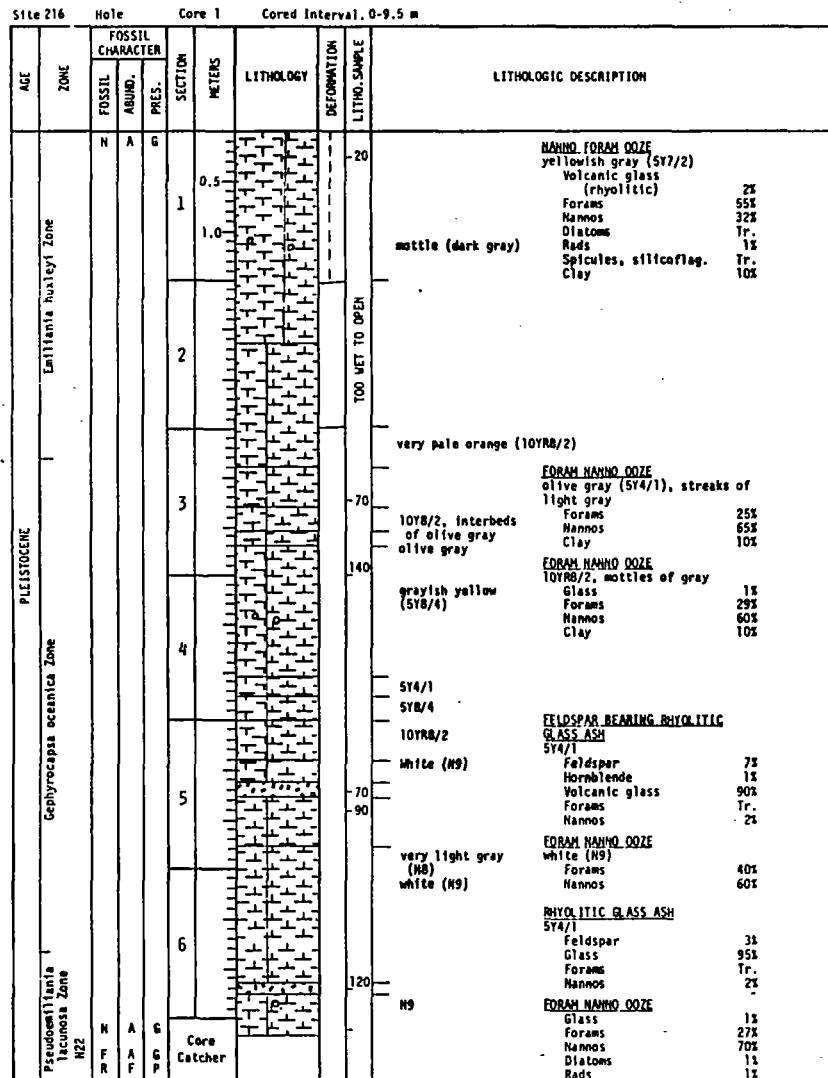 Site 216 Hole Core 1 Cored Interval, 0-9.5 m
AGE
ZONE
FOSSIL CHARACTER
FOSSIL
ABUND.
PRES.
SECTION
METERS
LITHOLOGY
DEFORMATION
LITHO.SAMPLE
LITHOLOGIC DESCRIPTION
PLEISTOCENE
Emiliania huxleyi Zone
Gephyrocapsa oceanica Zone
Pseudoemiliania
lacunosa Zone
N22
N A G
N A G
F A G
R F P
1
0.5
1.0
2
3
4
5
6
Core
Catcher
TOO WET TO OPEN
20
70
140
70
90
120
mottle (dark gray)
very pale orange (10YR8/2)
10Y8/2, interbeds
of olive gray
olive gray
grayish yellow
(5Y8/4)
5Y4/1
5Y8/4
10YR8/2
White (N9)
very light gray
(N8)
white (N9)
N9
NANNO FORAM OOZE
yellowish gray (5Y7/2)
Volcanic glass
(rhyolitic) 2%
Forams 55%
Nannos 32%
Diatoms Tr.
Rads 1%
Spicules, silicoflag. Tr.
Clay 10%
FORAM NANNO OOZE
olive gray (5Y4/1), streaks of
light gray
Forams 25%
Nannos 65%
Clay 10%
FORAM NANNO OOZE
10YR8/2, mottles of gray
Glass 1%
Forams 29%
Nannos 60%
Clay 10%
FELDSPAR BEARING RHYOLITIC
GLASS ASH
5Y4/1
Feldspar 7%
Hornblende 1%
Volcanic glass 90%
Forams Tr.
Nannos 2%
FORAM NANNO OOZE
white (N9)
Forams 40%
Nannos 60%
RHYOLITIC GLASS ASH
5Y4/1
Feldspar 3%
Glass 95%
Forams Tr.
Nannos 2%
FORAM NANNO OOZE
Glass 1%
Forams 27%
Nannos 70%
Diatoms 1%
Rads 1%